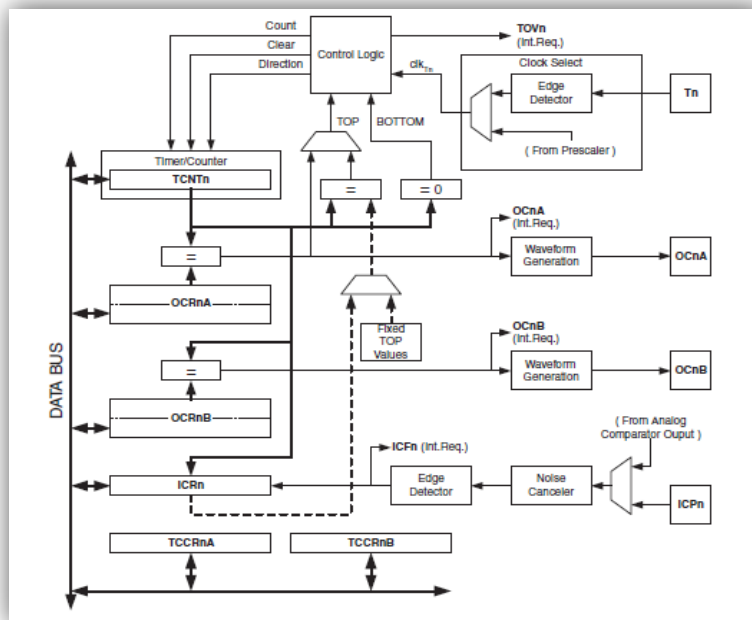 Count
Clear
Direction
Control Logic
TOVn
(Int.Req.)
clkTn
Clock Select
Edge
Detector
Tn
( From Prescaler )
TOP
BOTTOM
Timer/Counter
TCNTn
=
= 0
OCnA
(Int.Req.)
=
Waveform
Generation
OCnA
OCRnA
Fixed
TOP
Values
OCnB
(Int.Req.)
=
Waveform
Generation
OCnB
OCRnB
DATA BUS
( From Analog
Comparator Ouput )
ICFn (Int.Req.)
ICRn
Edge
Detector
Noise
Canceler
ICPn
TCCRnA
TCCRnB